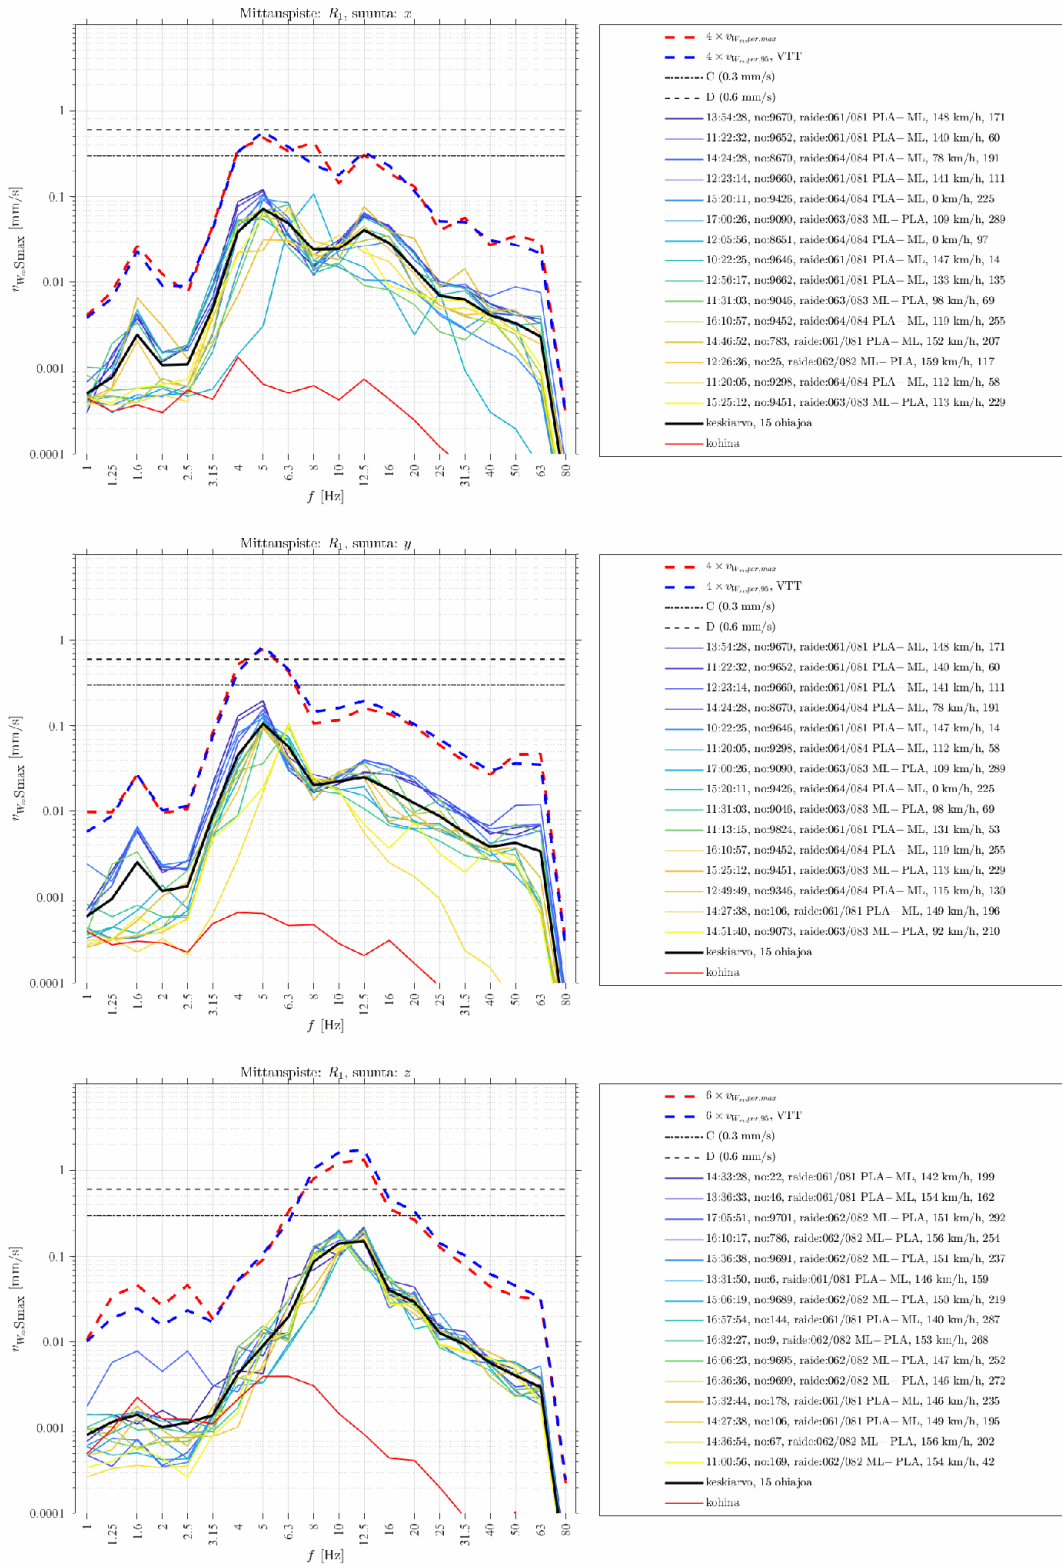 Mittauspiste: R1, suunta: x
4 × vWm,per,max
4 × vWm,per,95, VTT
C (0.3 mm/s)
D (0.6 mm/s)
13:54:28, no:9670, raide:061/081 PLA−ML, 148 km/h, 171
11:22:32, no:9652, raide:061/081 PLA−ML, 140 km/h, 60
14:24:28, no:8670, raide:064/084 PLA−ML, 78 km/h, 191
12:23:14, no:9660, raide:061/081 PLA−ML, 141 km/h, 111
15:20:11, no:9426, raide:064/084 PLA−ML, 0 km/h, 225
17:00:26, no:9090, raide:063/083 ML−PLA, 109 km/h, 289
12:05:56, no:8651, raide:064/084 PLA−ML, 0 km/h, 97
10:22:25, no:9646, raide:061/081 PLA−ML, 147 km/h, 14
12:56:17, no:9662, raide:061/081 PLA−ML, 133 km/h, 135
11:31:03, no:9046, raide:063/083 ML−PLA, 98 km/h, 69
16:10:57, no:9452, raide:064/084 PLA−ML, 119 km/h, 255
14:46:52, no:783, raide:061/081 PLA−ML, 152 km/h, 207
12:26:36, no:25, raide:062/082 ML−PLA, 159 km/h, 117
11:20:05, no:9298, raide:064/084 PLA−ML, 112 km/h, 58
15:25:12, no:9451, raide:063/083 ML−PLA, 113 km/h, 229
keskiarvo, 15 ohiajoa
kohina
vWmSmax [mm/s]
1
0.1
0.01
0.001
0.0001
1 1.25 1.6 2 2.5 3.15 4 5 6.3 8 10 12.5 16 20 25 31.5 40 50 63 80
f [Hz]
Mittauspiste: R1, suunta: y
4 × vWm,per,max
4 × vWm,per,95, VTT
C (0.3 mm/s)
D (0.6 mm/s)
13:54:28, no:9670, raide:061/081 PLA−ML, 148 km/h, 171
11:22:32, no:9652, raide:061/081 PLA−ML, 140 km/h, 60
12:23:14, no:9660, raide:061/081 PLA−ML, 141 km/h, 111
14:24:28, no:8670, raide:064/084 PLA−ML, 78 km/h, 191
10:22:25, no:9646, raide:061/081 PLA−ML, 147 km/h, 14
11:20:05, no:9298, raide:064/084 PLA−ML, 112 km/h, 58
17:00:26, no:9090, raide:063/083 ML−PLA, 109 km/h, 289
15:20:11, no:9426, raide:064/084 PLA−ML, 0 km/h, 225
11:31:03, no:9046, raide:063/083 ML−PLA, 98 km/h, 69
11:13:15, no:9824, raide:061/081 PLA−ML, 131 km/h, 53
16:10:57, no:9452, raide:064/084 PLA−ML, 119 km/h, 255
15:25:12, no:9451, raide:063/083 ML−PLA, 113 km/h, 229
12:49:49, no:9346, raide:064/084 PLA−ML, 115 km/h, 130
14:27:38, no:106, raide:061/081 PLA−ML, 149 km/h, 196
14:51:40, no:9073, raide:063/083 ML−PLA, 92 km/h, 210
keskiarvo, 15 ohiajoa
kohina
vWmSmax [mm/s]
1
0.1
0.01
0.001
0.0001
1 1.25 1.6 2 2.5 3.15 4 5 6.3 8 10 12.5 16 20 25 31.5 40 50 63 80
f [Hz]
Mittauspiste: R1, suunta: z
6 × vWm,per,max
6 × vWm,per,95, VTT
C (0.3 mm/s)
D (0.6 mm/s)
14:33:28, no:22, raide:061/081 PLA−ML, 142 km/h, 199
13:36:33, no:46, raide:061/081 PLA−ML, 154 km/h, 162
17:05:51, no:9701, raide:062/082 ML−PLA, 151 km/h, 292
16:10:17, no:786, raide:062/082 ML−PLA, 156 km/h, 254
15:36:38, no:9691, raide:062/082 ML−PLA, 151 km/h, 237
13:31:50, no:6, raide:061/081 PLA−ML, 146 km/h, 159
15:06:19, no:9689, raide:062/082 ML−PLA, 150 km/h, 219
16:57:54, no:144, raide:061/081 PLA−ML, 140 km/h, 287
16:32:27, no:9, raide:062/082 ML−PLA, 153 km/h, 268
16:06:23, no:9695, raide:062/082 ML−PLA, 147 km/h, 252
16:36:36, no:9699, raide:062/082 ML−PLA, 146 km/h, 272
15:32:44, no:178, raide:061/081 PLA−ML, 146 km/h, 235
14:27:38, no:106, raide:061/081 PLA−ML, 149 km/h, 195
14:36:54, no:67, raide:062/082 ML−PLA, 156 km/h, 202
11:00:56, no:169, raide:062/082 ML−PLA, 154 km/h, 42
keskiarvo, 15 ohiajoa
kohina
vWmSmax [mm/s]
1
0.1
0.01
0.001
0.0001
1 1.25 1.6 2 2.5 3.15 4 5 6.3 8 10 12.5 16 20 25 31.5 40 50 63 80
f [Hz]